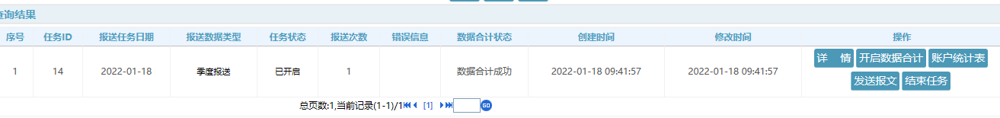 查询结果
序号 任务ID 报送任务日期 报送数据类型 任务状态 报送次数 错误信息 数据合计状态 创建时间 修改时间 操作
1 14 2022-01-18 季度报送 已开启 1 数据合计成功 2022-01-18 09:41:57 2022-01-18 09:41:57 详 情 开启数据合计 账户统计表
发送报文 结束任务
总页数:1,当前记录(1-1)/1 [1] GO